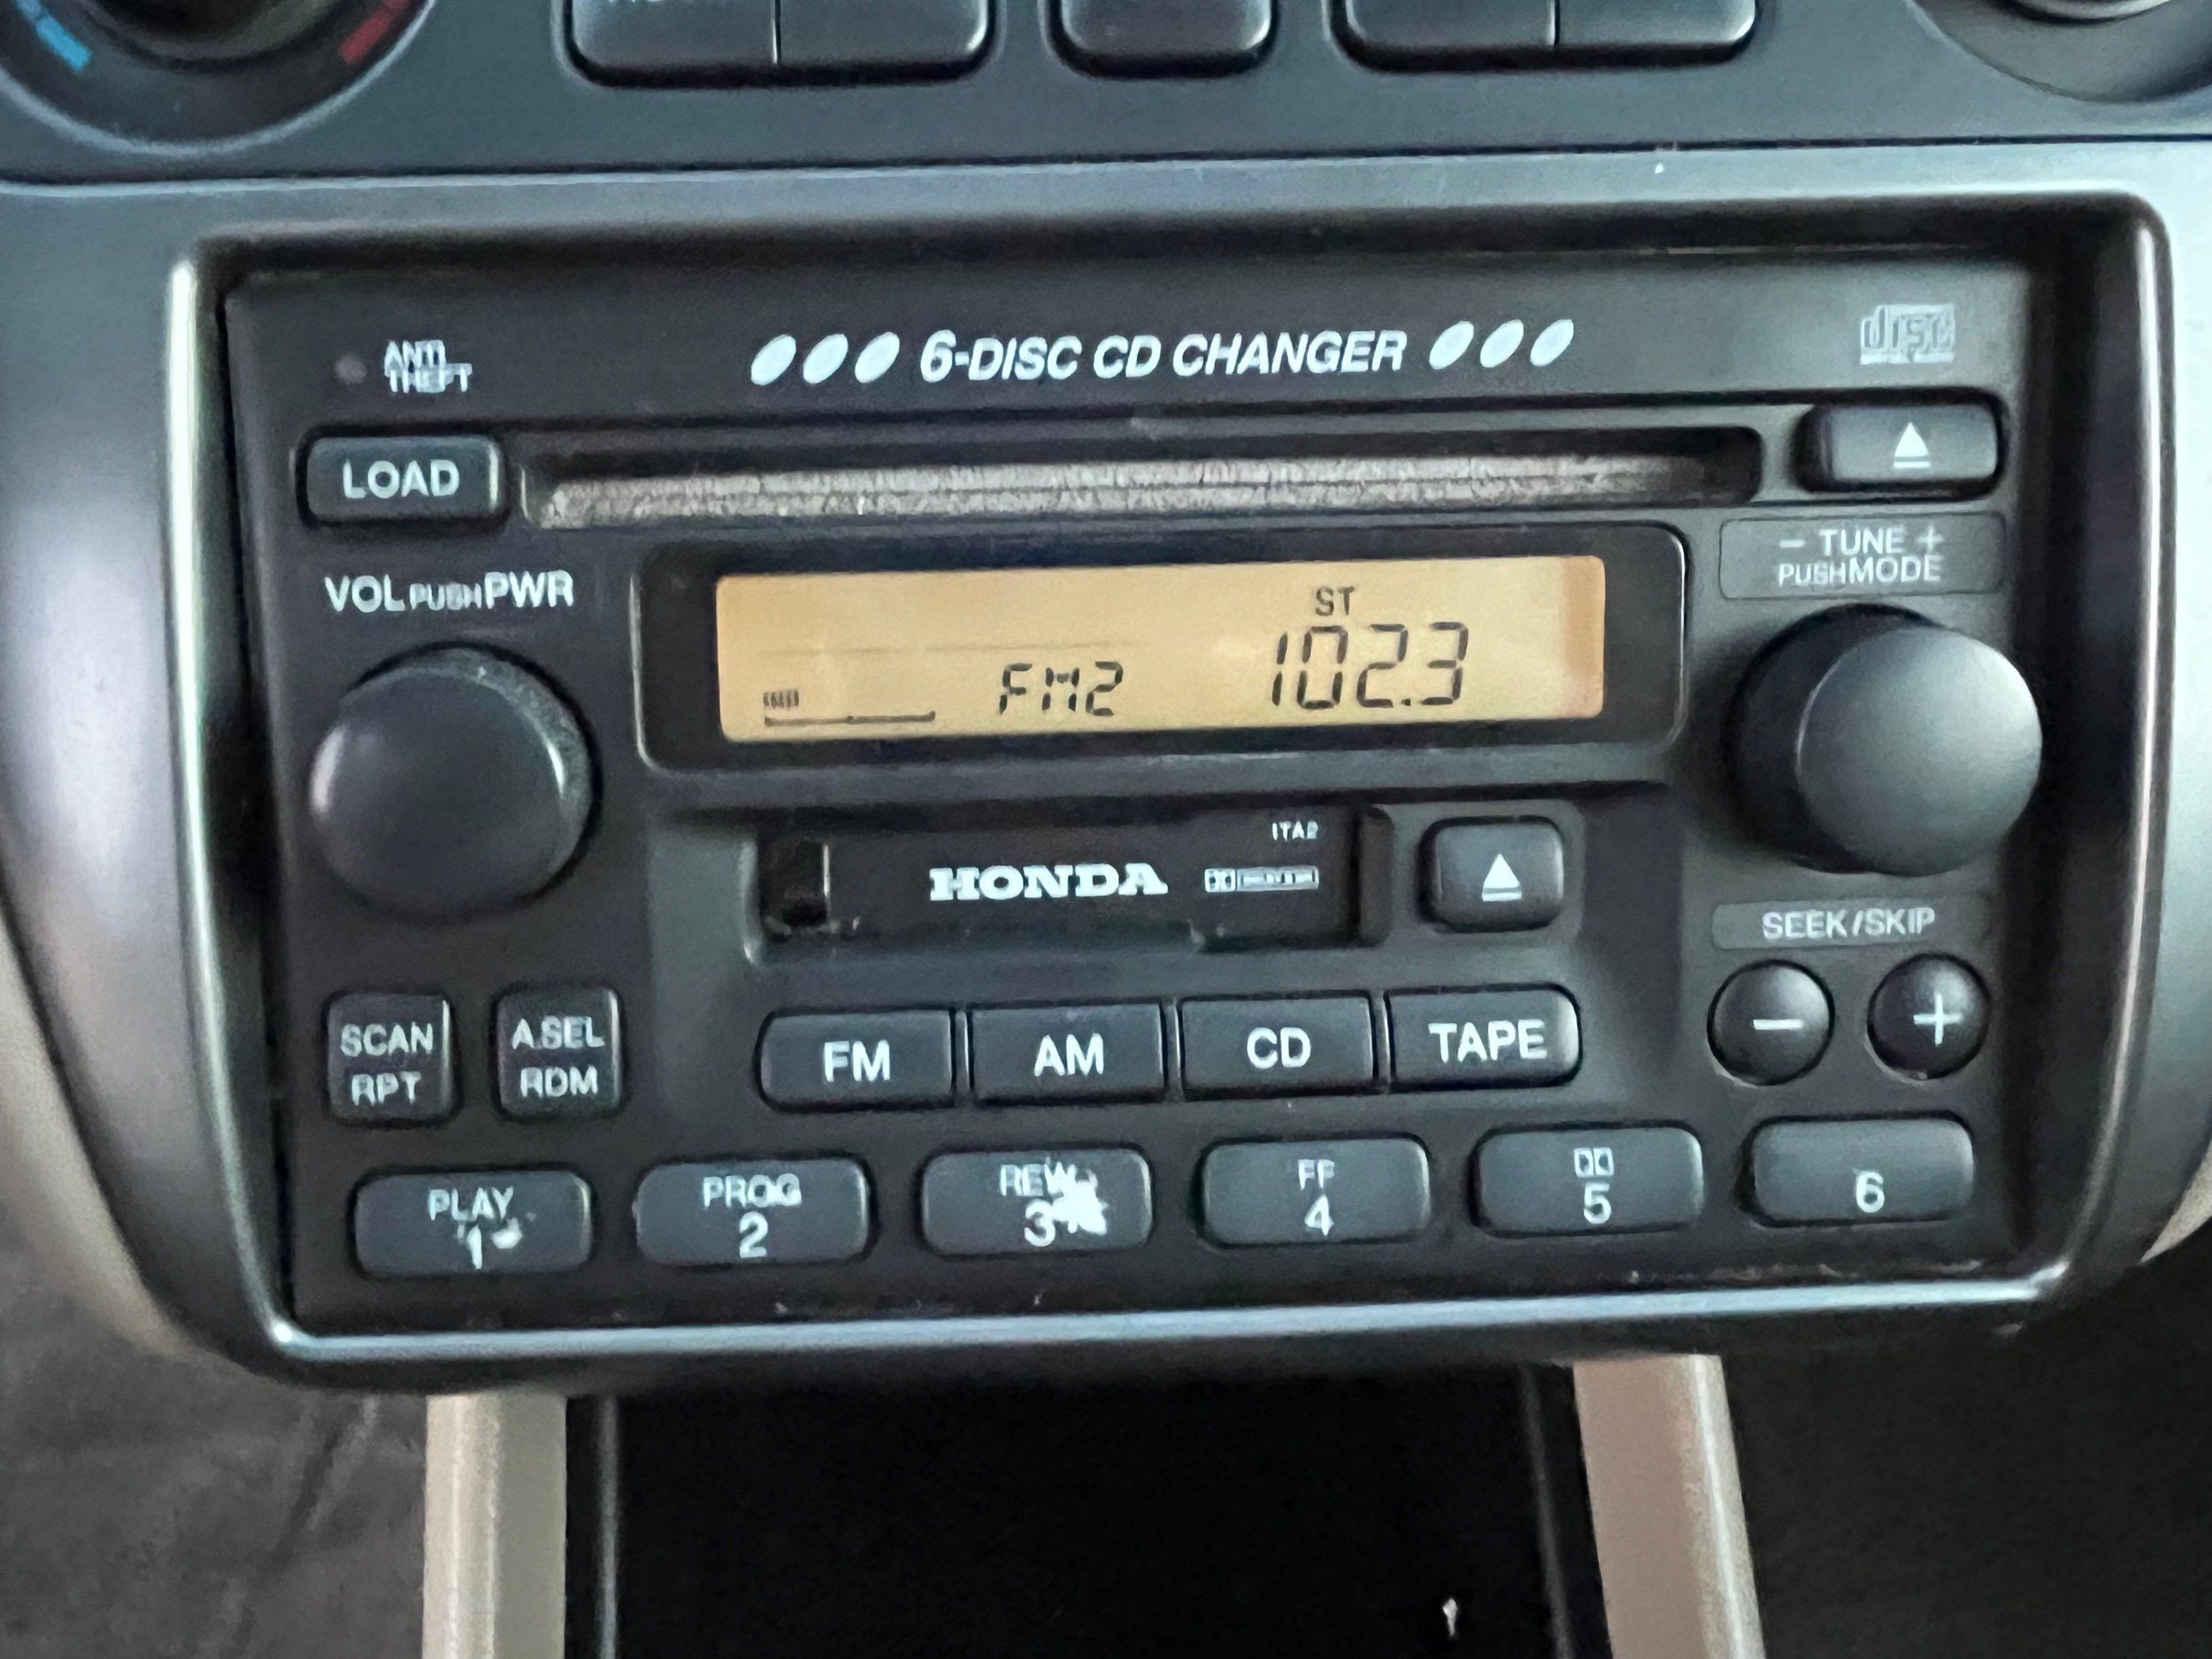 ANTI
THEFT
6-DISC CD CHANGER
disc
LOAD
VOL PUSH PWR
- TUNE +
PUSH MODE
ST
FM2 102.3
1TA2
HONDA
SEEK/SKIP
- +
SCAN
RPT
A.SEL
RDM
FM AM CD TAPE
PLAY
1
PROG
2
REW
3
FF
4
5
6